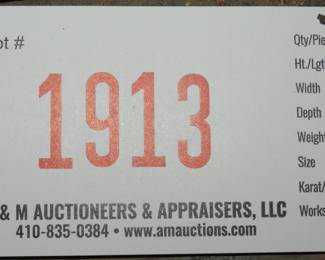 ot #
1913
& M AUCTIONEERS & APPRAISERS, LLC
410-835-0384 • www.amauctions.com
Qty/Pie
Ht./Lgt
Width
Depth
Weight
Size
Karat/
Works